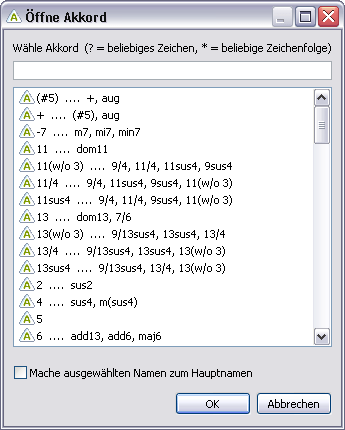 Öffne Akkord
Wähle Akkord (? = beliebiges Zeichen, * = beliebige Zeichenfolge)
(#5) .... +, aug
+ .... (#5), aug
-7 .... m7, mi7, min7
11 .... dom11
11(w/o 3) .... 9/4, 11/4, 11sus4, 9sus4
11/4 .... 9/4, 11sus4, 9sus4, 11(w/o 3)
11sus4 .... 9/4, 11/4, 9sus4, 11(w/o 3)
13 .... dom13, 7/6
13(w/o 3) .... 9/13sus4, 13sus4, 13/4
13/4 .... 9/13sus4, 13sus4, 13(w/o 3)
13sus4 .... 9/13sus4, 13/4, 13(w/o 3)
2 .... sus2
4 .... sus4, m(sus4)
5
6 .... add13, add6, maj6
Mache ausgewählten Namen zum Hauptnamen
OK Abbrechen